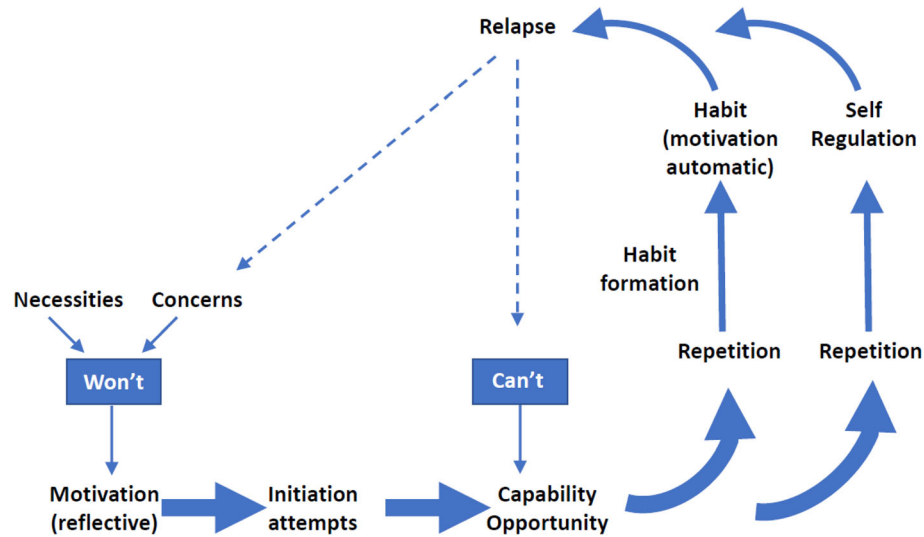 Relapse
Habit
(motivation
automatic)
Self
Regulation
Habit
formation
Necessities
Concerns
Repetition
Repetition
Won't
Can't
Motivation
(reflective)
Initiation
attempts
Capability
Opportunity